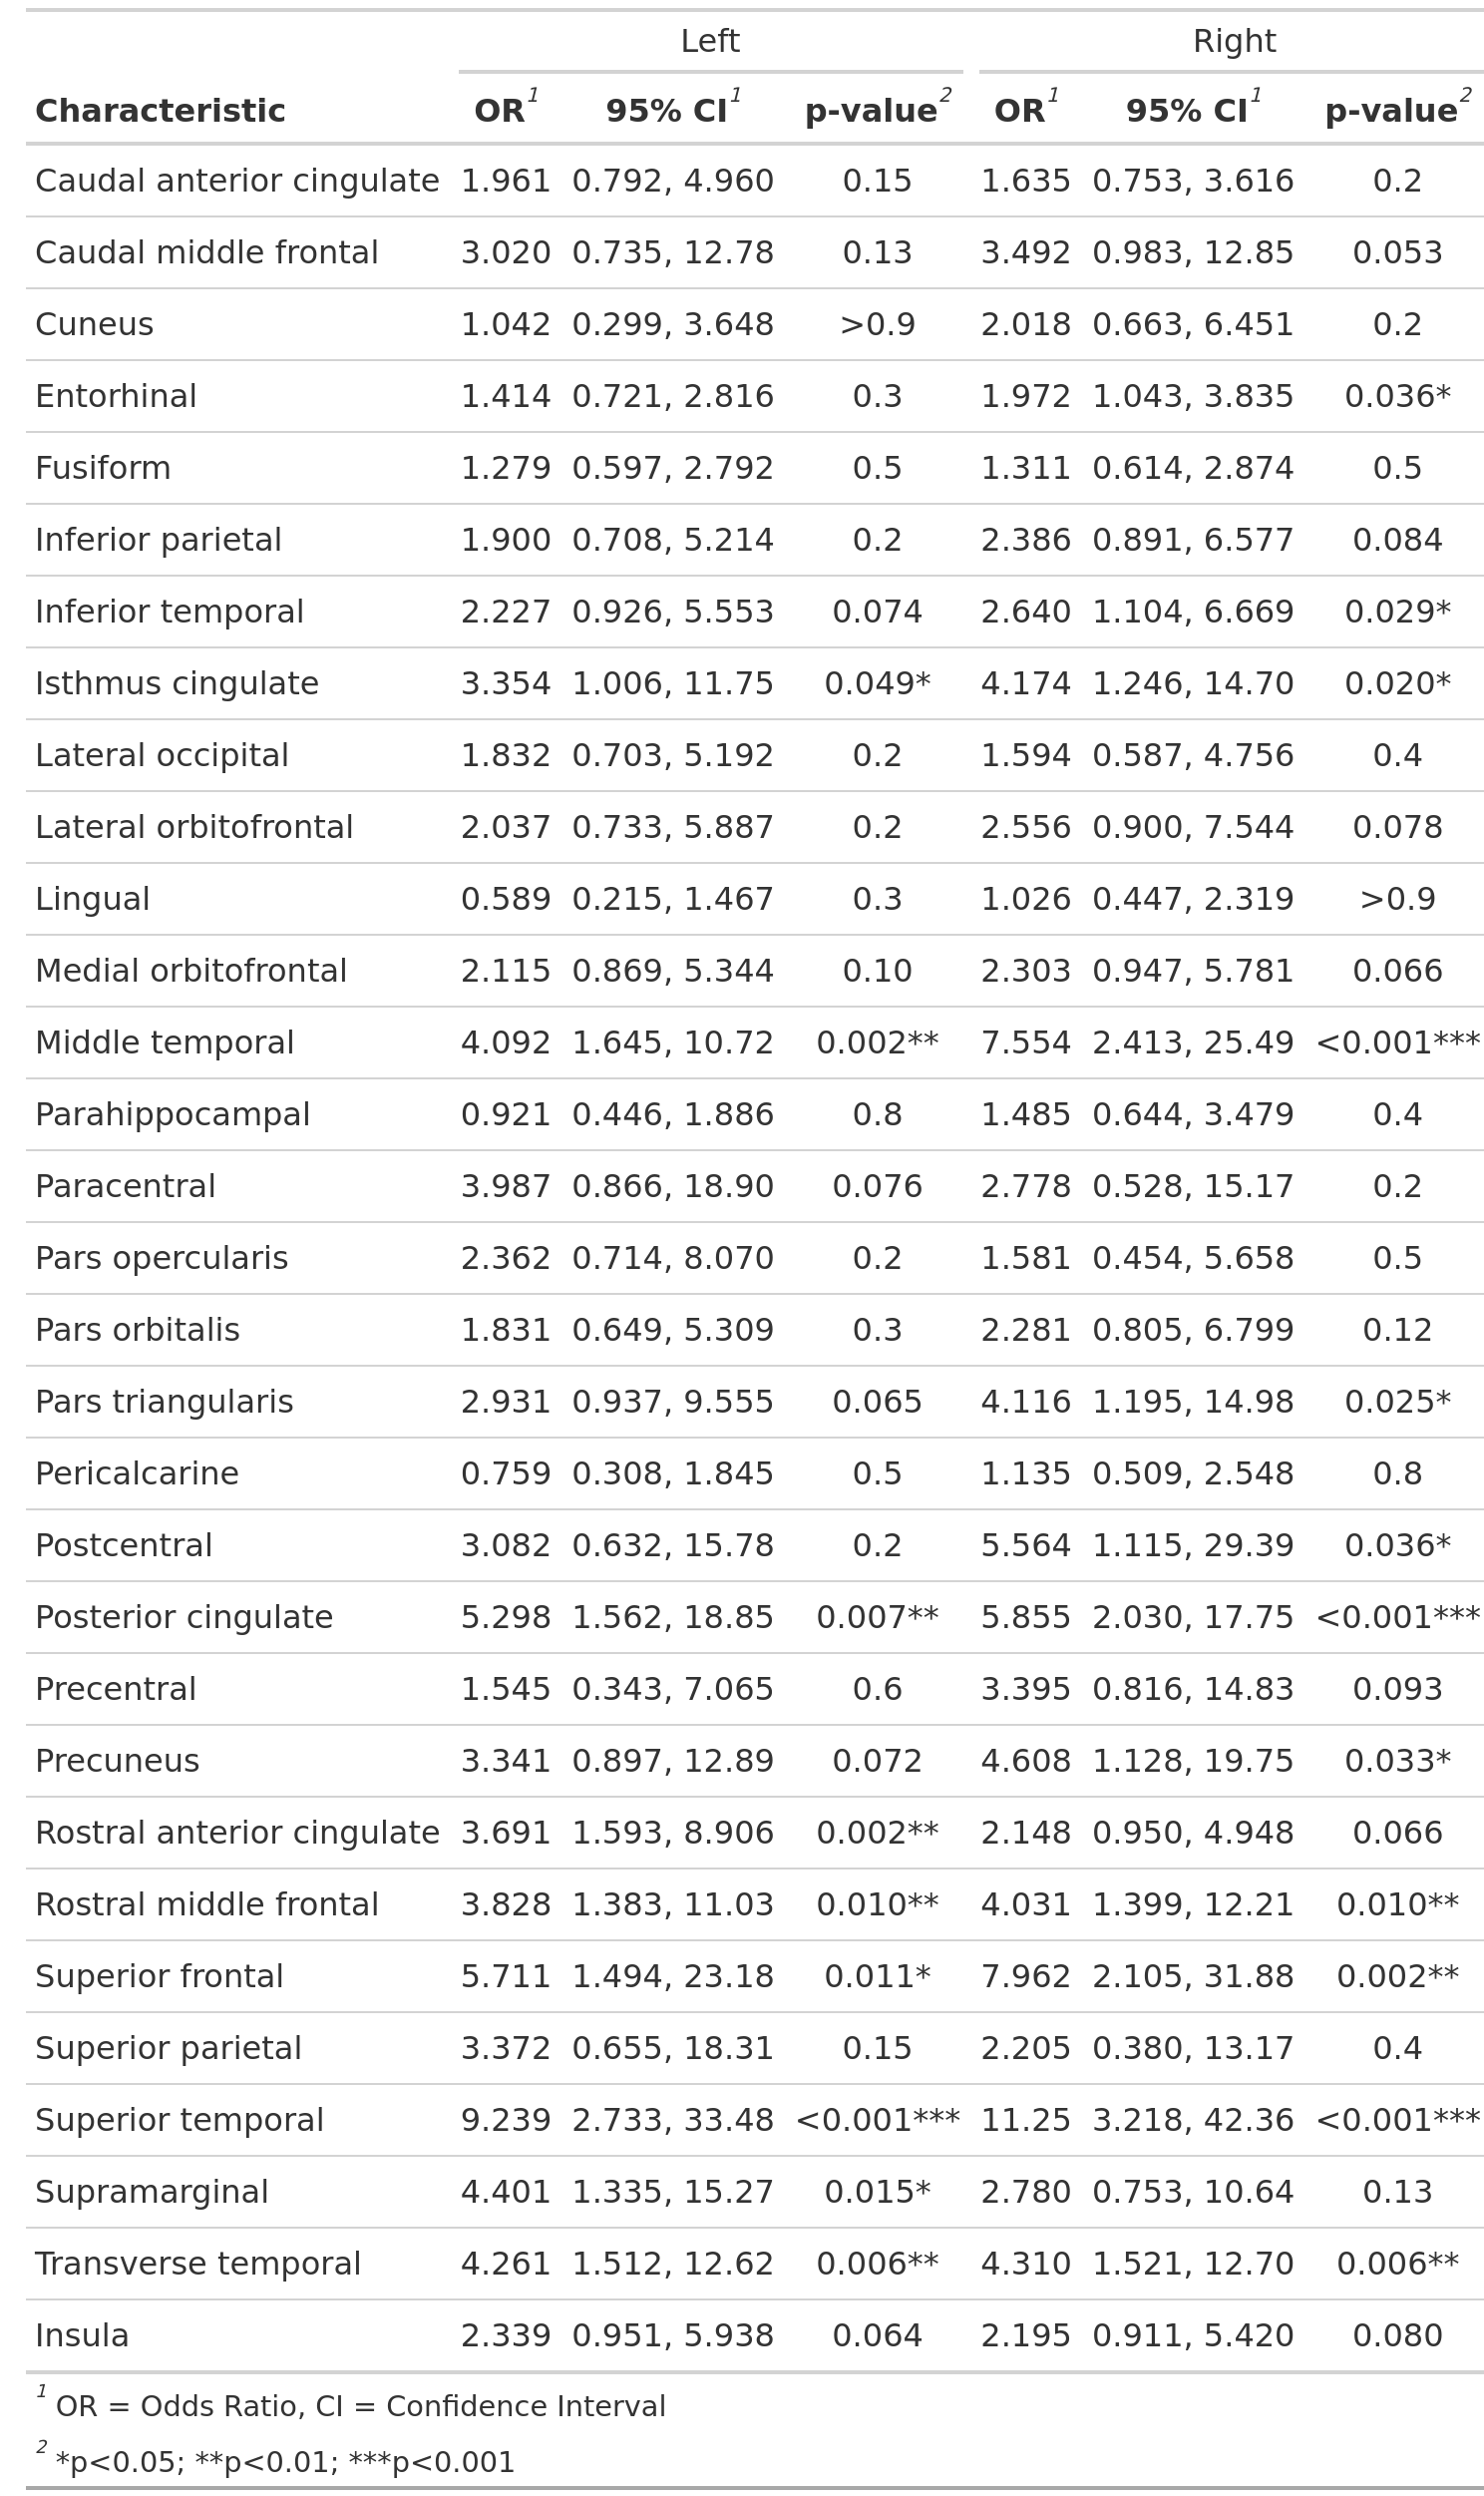 Left Right
Characteristic OR1 95% CI1 p-value2 OR1 95% CI1 p-value2
Caudal anterior cingulate 1.961 0.792, 4.960 0.15 1.635 0.753, 3.616 0.2
Caudal middle frontal 3.020 0.735, 12.78 0.13 3.492 0.983, 12.85 0.053
Cuneus 1.042 0.299, 3.648 >0.9 2.018 0.663, 6.451 0.2
Entorhinal 1.414 0.721, 2.816 0.3 1.972 1.043, 3.835 0.036*
Fusiform 1.279 0.597, 2.792 0.5 1.311 0.614, 2.874 0.5
Inferior parietal 1.900 0.708, 5.214 0.2 2.386 0.891, 6.577 0.084
Inferior temporal 2.227 0.926, 5.553 0.074 2.640 1.104, 6.669 0.029*
Isthmus cingulate 3.354 1.006, 11.75 0.049* 4.174 1.246, 14.70 0.020*
Lateral occipital 1.832 0.703, 5.192 0.2 1.594 0.587, 4.756 0.4
Lateral orbitofrontal 2.037 0.733, 5.887 0.2 2.556 0.900, 7.544 0.078
Lingual 0.589 0.215, 1.467 0.3 1.026 0.447, 2.319 >0.9
Medial orbitofrontal 2.115 0.869, 5.344 0.10 2.303 0.947, 5.781 0.066
Middle temporal 4.092 1.645, 10.72 0.002** 7.554 2.413, 25.49 <0.001***
Parahippocampal 0.921 0.446, 1.886 0.8 1.485 0.644, 3.479 0.4
Paracentral 3.987 0.866, 18.90 0.076 2.778 0.528, 15.17 0.2
Pars opercularis 2.362 0.714, 8.070 0.2 1.581 0.454, 5.658 0.5
Pars orbitalis 1.831 0.649, 5.309 0.3 2.281 0.805, 6.799 0.12
Pars triangularis 2.931 0.937, 9.555 0.065 4.116 1.195, 14.98 0.025*
Pericalcarine 0.759 0.308, 1.845 0.5 1.135 0.509, 2.548 0.8
Postcentral 3.082 0.632, 15.78 0.2 5.564 1.115, 29.39 0.036*
Posterior cingulate 5.298 1.562, 18.85 0.007** 5.855 2.030, 17.75 <0.001***
Precentral 1.545 0.343, 7.065 0.6 3.395 0.816, 14.83 0.093
Precuneus 3.341 0.897, 12.89 0.072 4.608 1.128, 19.75 0.033*
Rostral anterior cingulate 3.691 1.593, 8.906 0.002** 2.148 0.950, 4.948 0.066
Rostral middle frontal 3.828 1.383, 11.03 0.010** 4.031 1.399, 12.21 0.010**
Superior frontal 5.711 1.494, 23.18 0.011* 7.962 2.105, 31.88 0.002**
Superior parietal 3.372 0.655, 18.31 0.15 2.205 0.380, 13.17 0.4
Superior temporal 9.239 2.733, 33.48 <0.001*** 11.25 3.218, 42.36 <0.001***
Supramarginal 4.401 1.335, 15.27 0.015* 2.780 0.753, 10.64 0.13
Transverse temporal 4.261 1.512, 12.62 0.006** 4.310 1.521, 12.70 0.006**
Insula 2.339 0.951, 5.938 0.064 2.195 0.911, 5.420 0.080
1 OR = Odds Ratio, CI = Confidence Interval
2 *p<0.05; **p<0.01; ***p<0.001